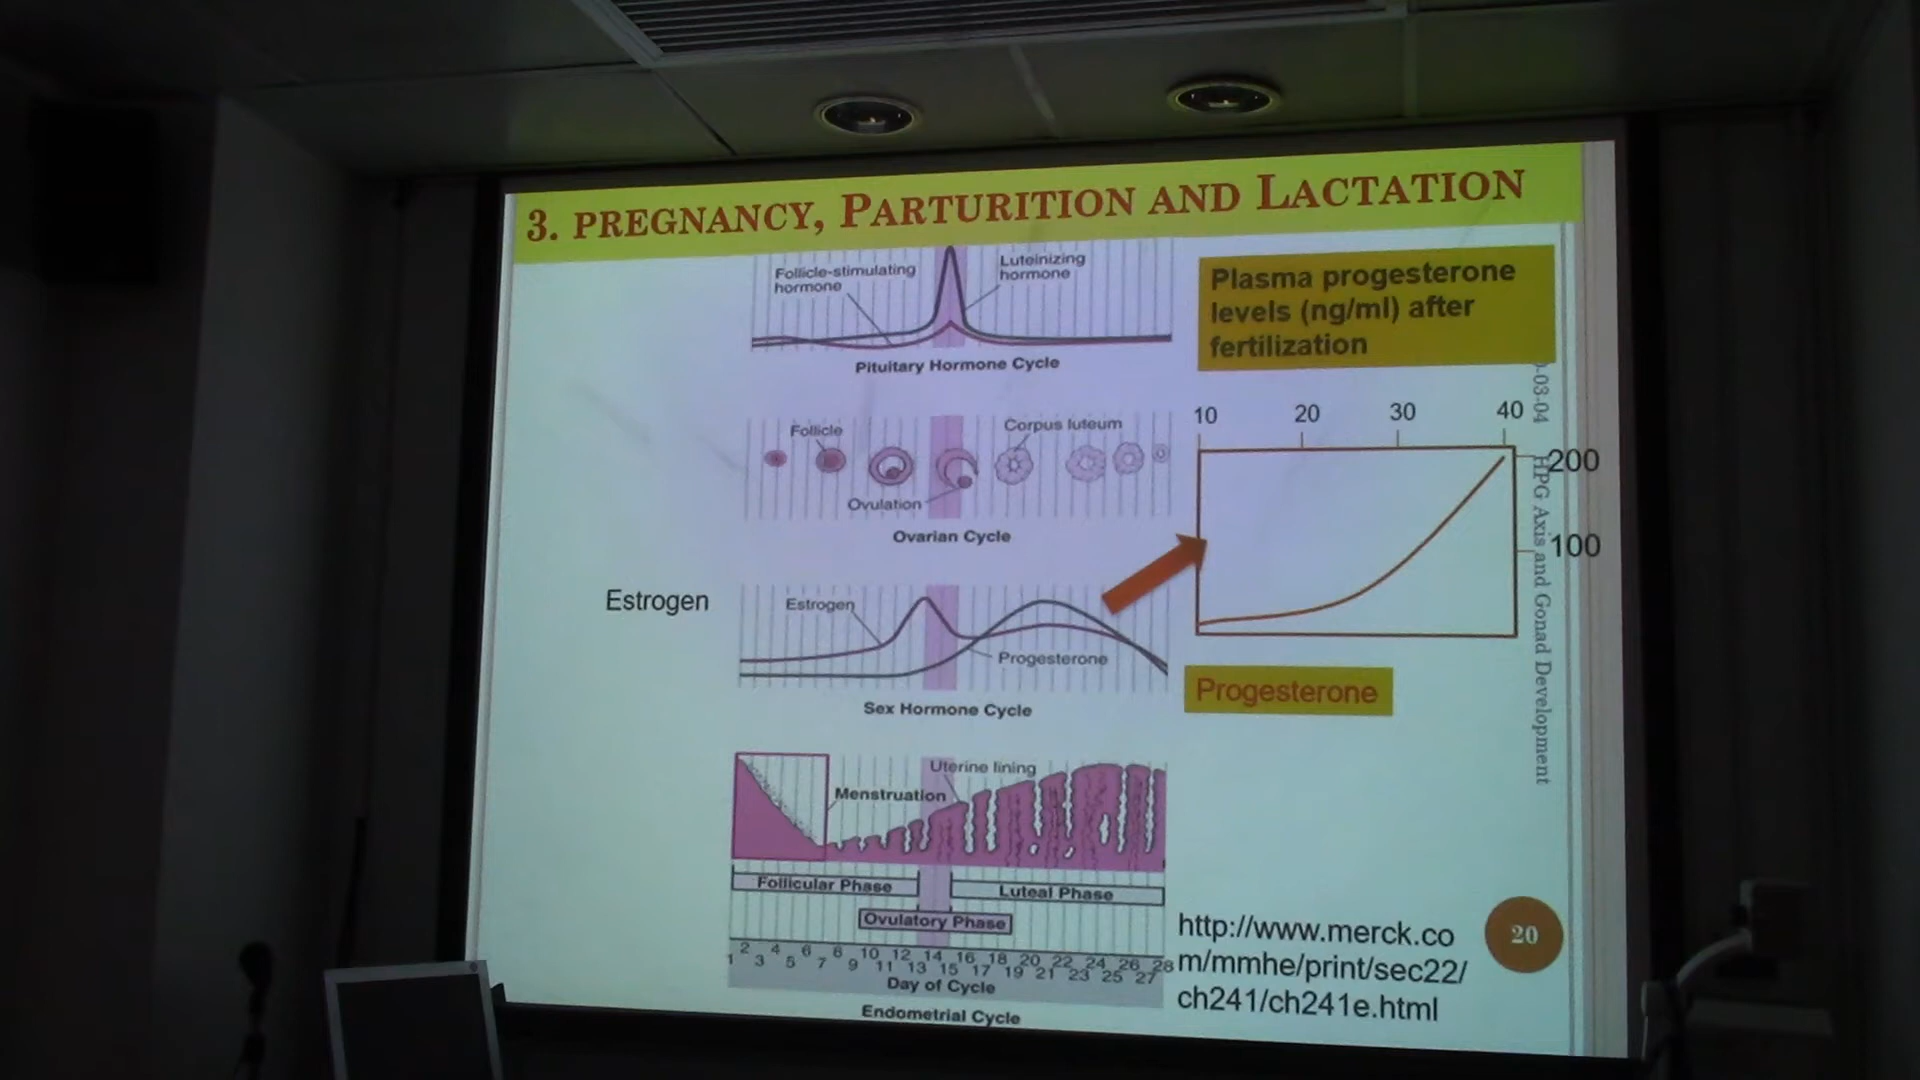 3. PREGNANCY, PARTURITION AND LACTATION
Follicle-stimulating
hormone
Luteinizing
hormone
Pituitary Hormone Cycle
Follicle
Corpus luteum
Ovulation
Ovarian Cycle
Estrogen
Estrogen
Progesterone
Sex Hormone Cycle
Uterine lining
Menstruation
Follicular Phase
Luteal Phase
Ovulatory Phase
2 4 6 8 10 12 14 16 18 20 22 24 26 28
1 3 5 7 9 11 13 15 17 19 21 23 25 27
Day of Cycle
Endometrial Cycle
Plasma progesterone
levels (ng/ml) after
fertilization
10 20 30 40
200
100
Progesterone
-03-04
HPG Axis and Gonad Development
http://www.merck.co
m/mmhe/print/sec22/
ch241/ch241e.html
20